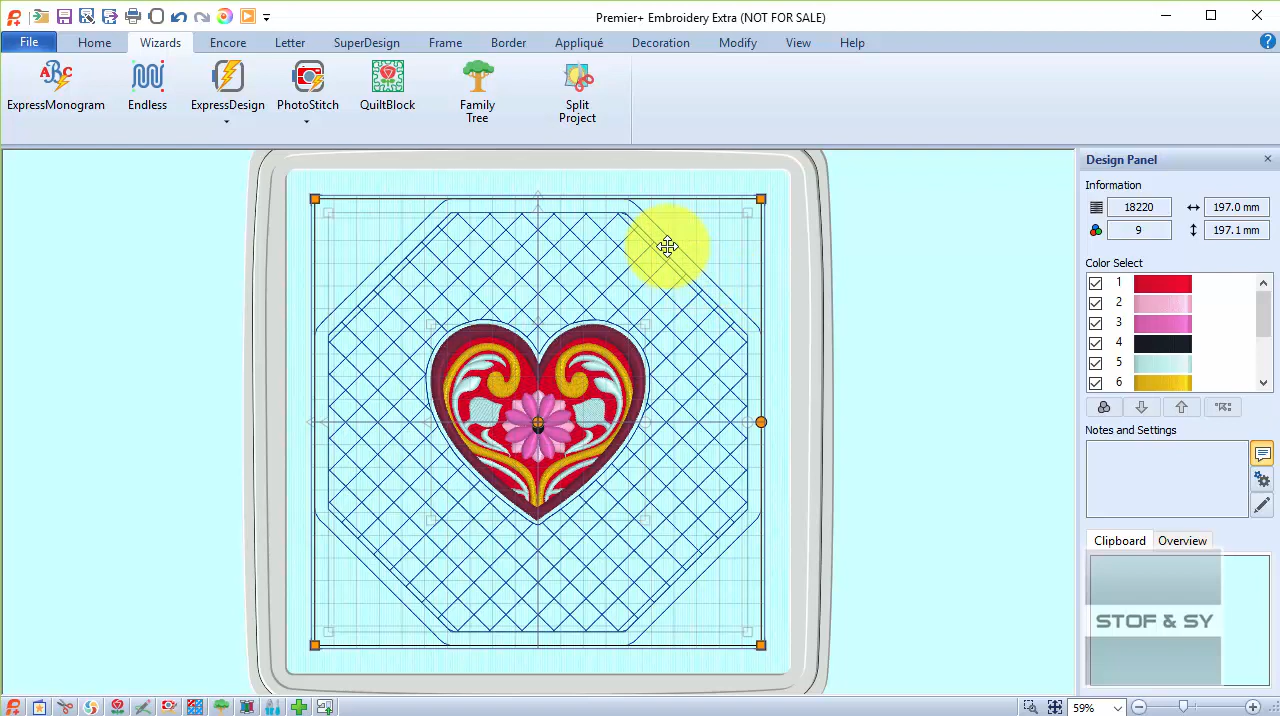 Premier+ Embroidery Extra (NOT FOR SALE)
File Home Wizards Encore Letter SuperDesign Frame Border Appliqué Decoration Modify View Help
ABC
ExpressMonogram Endless ExpressDesign PhotoStitch QuiltBlock Family Tree Split Project
Design Panel
Information
18220 197.0 mm
9 197.1 mm
Color Select
1
2
3
4
5
6
Notes and Settings
Clipboard Overview
STOF & SY
59%